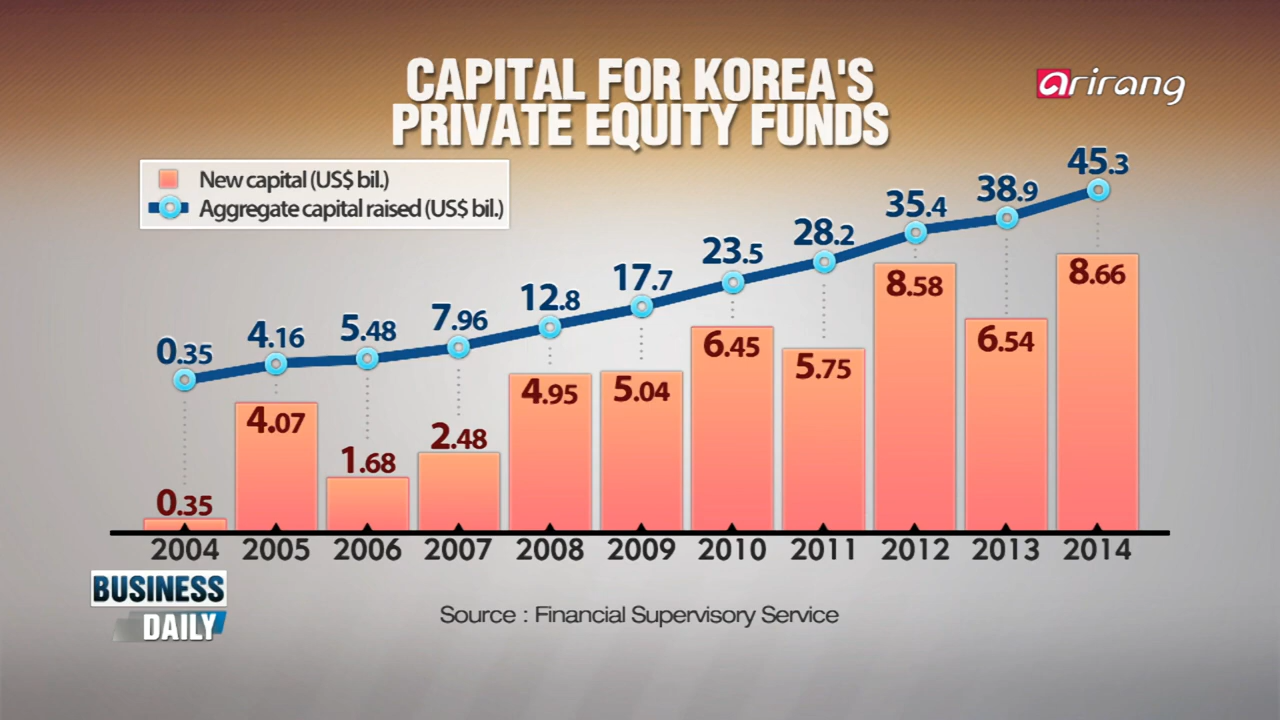 CAPITAL FOR KOREA'S
PRIVATE EQUITY FUNDS
arirang
New capital (US$ bil.)
Aggregate capital raised (US$ bil.)
0.35
4.16
5.48
7.96
12.8
17.7
23.5
28.2
35.4
38.9
45.3
0.35
4.07
1.68
2.48
4.95
5.04
6.45
5.75
8.58
6.54
8.66
2004 2005 2006 2007 2008 2009 2010 2011 2012 2013 2014
BUSINESS
DAILY
Source : Financial Supervisory Service